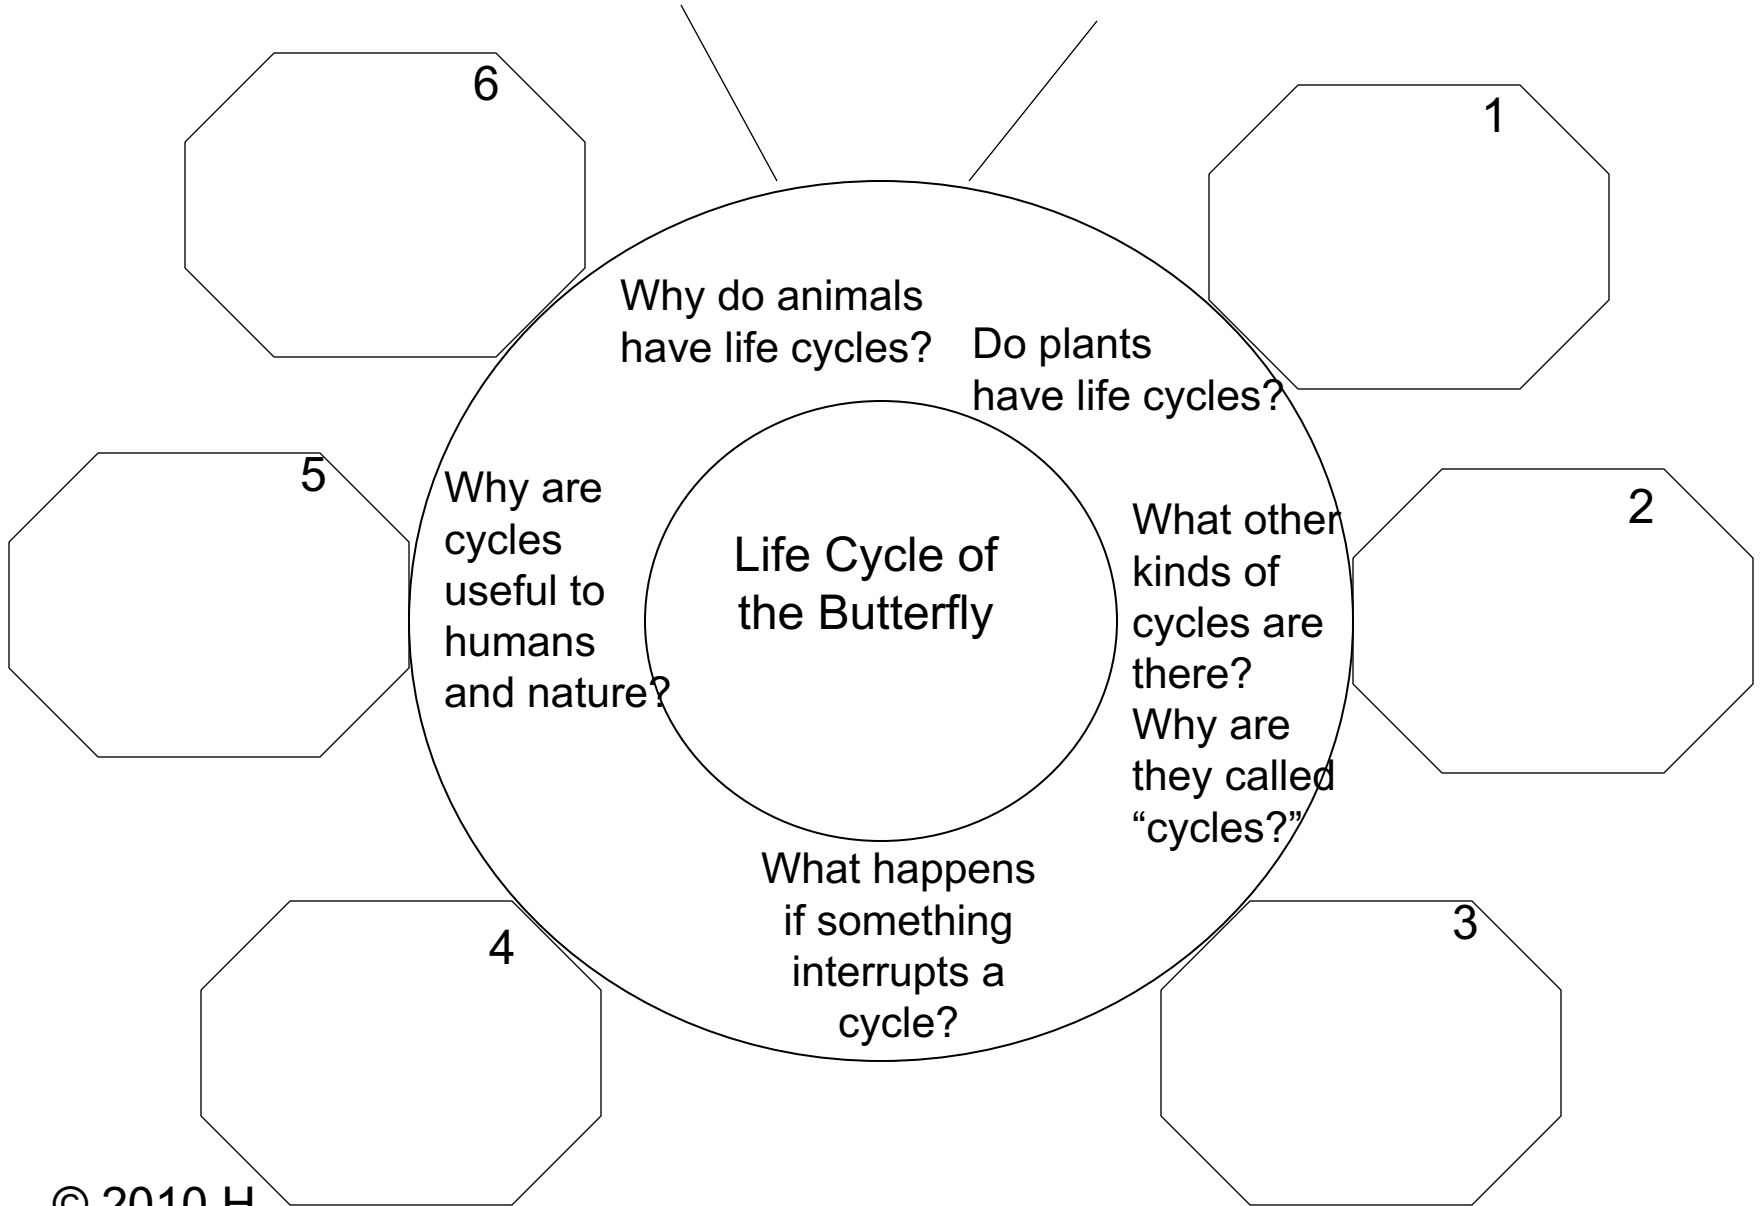 6
1
Why do animals
have life cycles?
Do plants
have life cycles?
5
Why are
cycles
useful to
humans
and nature?
Life Cycle of
the Butterfly
What other
kinds of
cycles are
there?
Why are
they called
“cycles?”
2
What happens
if something
interrupts a
cycle?
4
3
© 2010 H